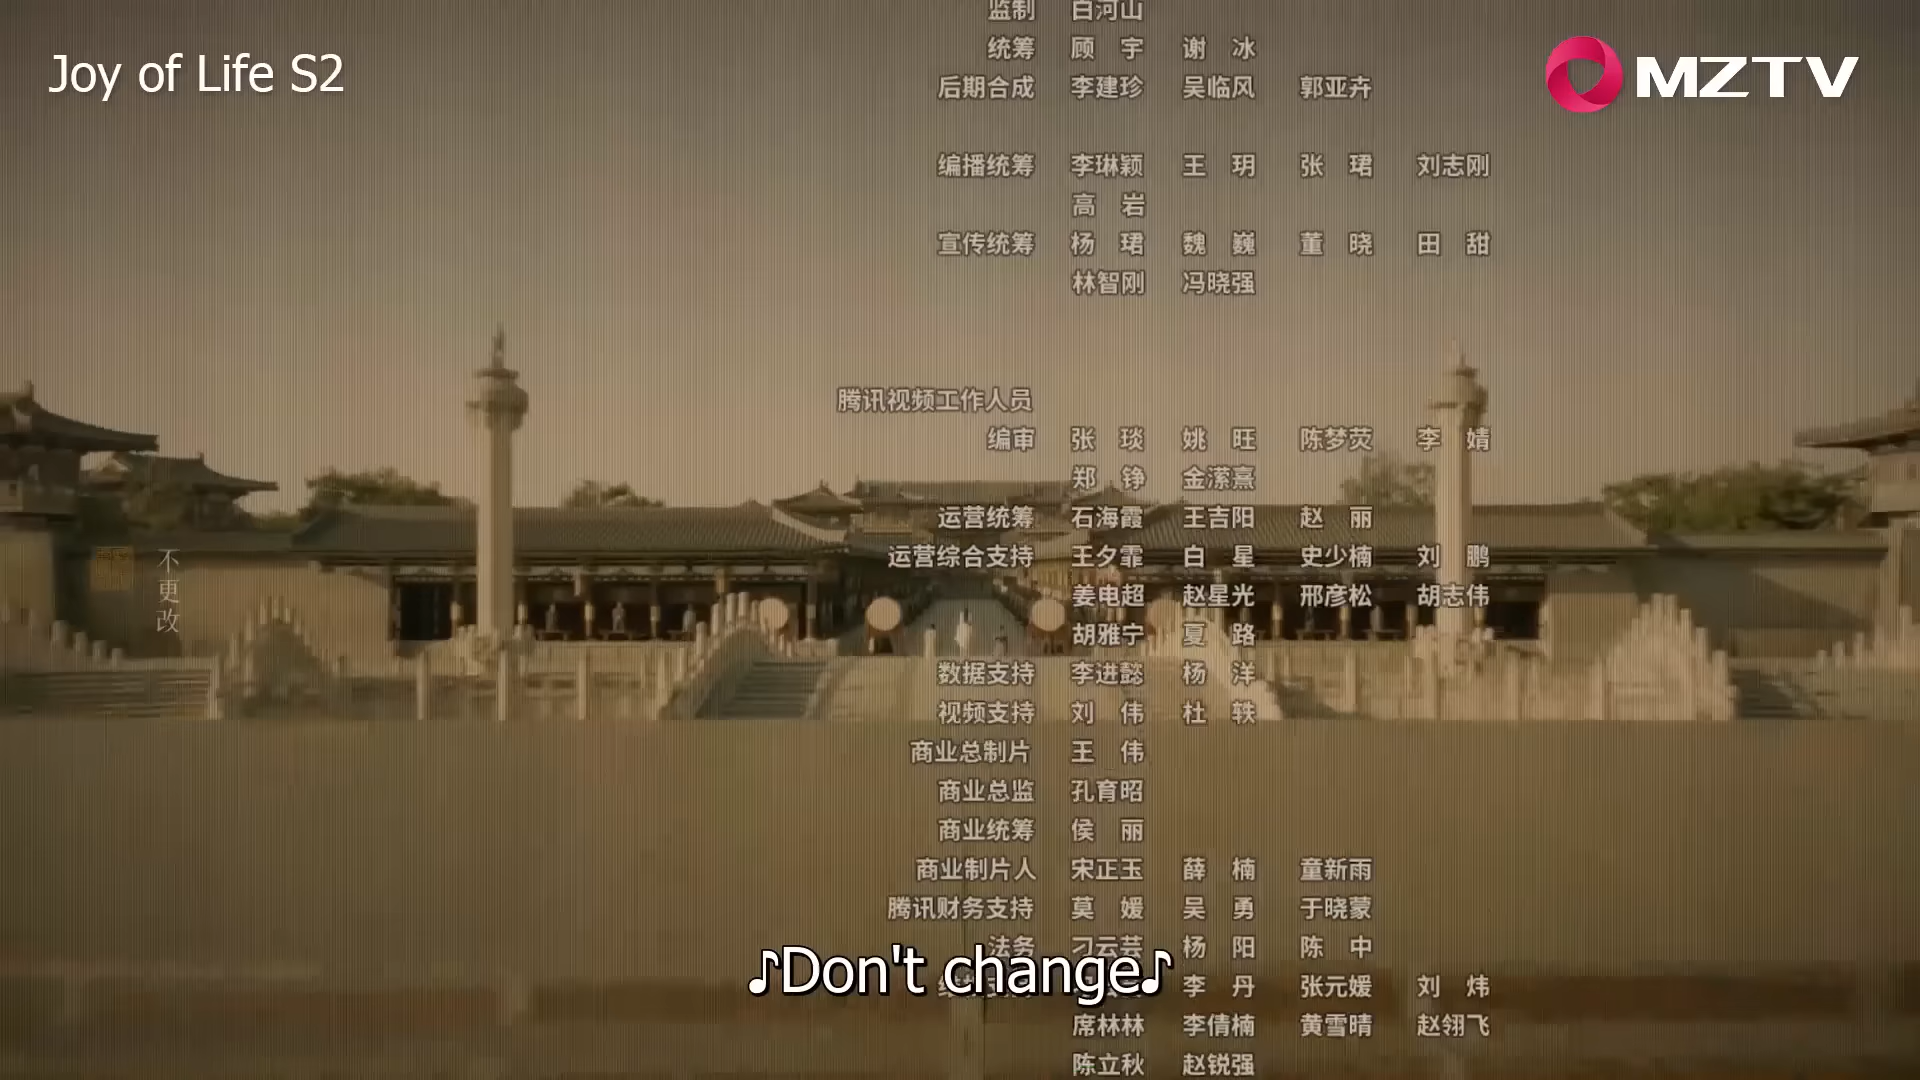 监制 白河山
Joy of Life S2
MZTV
统筹 顾宇 谢冰
后期合成 李建珍 吴临风 郭亚卉
编播统筹 李琳颖 王玥 张珺 刘志刚
高岩
宣传统筹 杨珺 魏巍 董晓 田甜
林智刚 冯晓强
腾讯视频工作人员
编审 张琰 姚旺 陈梦荧 李婧
郑铮 金潆熹
运营统筹 石海霞 王吉阳 赵丽
运营综合支持 王夕霏 白星 史少楠 刘鹏
不更改
姜电超 赵星光 邢彦松 胡志伟
胡雅宁 夏路
数据支持 李进懿 杨洋
视频支持 刘伟 杜轶
商业总制片 王伟
商业总监 孔育昭
商业统筹 侯丽
商业制片人 宋正玉 薛楠 童新雨
腾讯财务支持 莫媛 吴勇 于晓蒙
法务 刁云芸 杨阳 陈中
♪Don't change♪
李丹 张元媛 刘炜
席林林 李倩楠 黄雪晴 赵翎飞
陈立秋 赵锐强